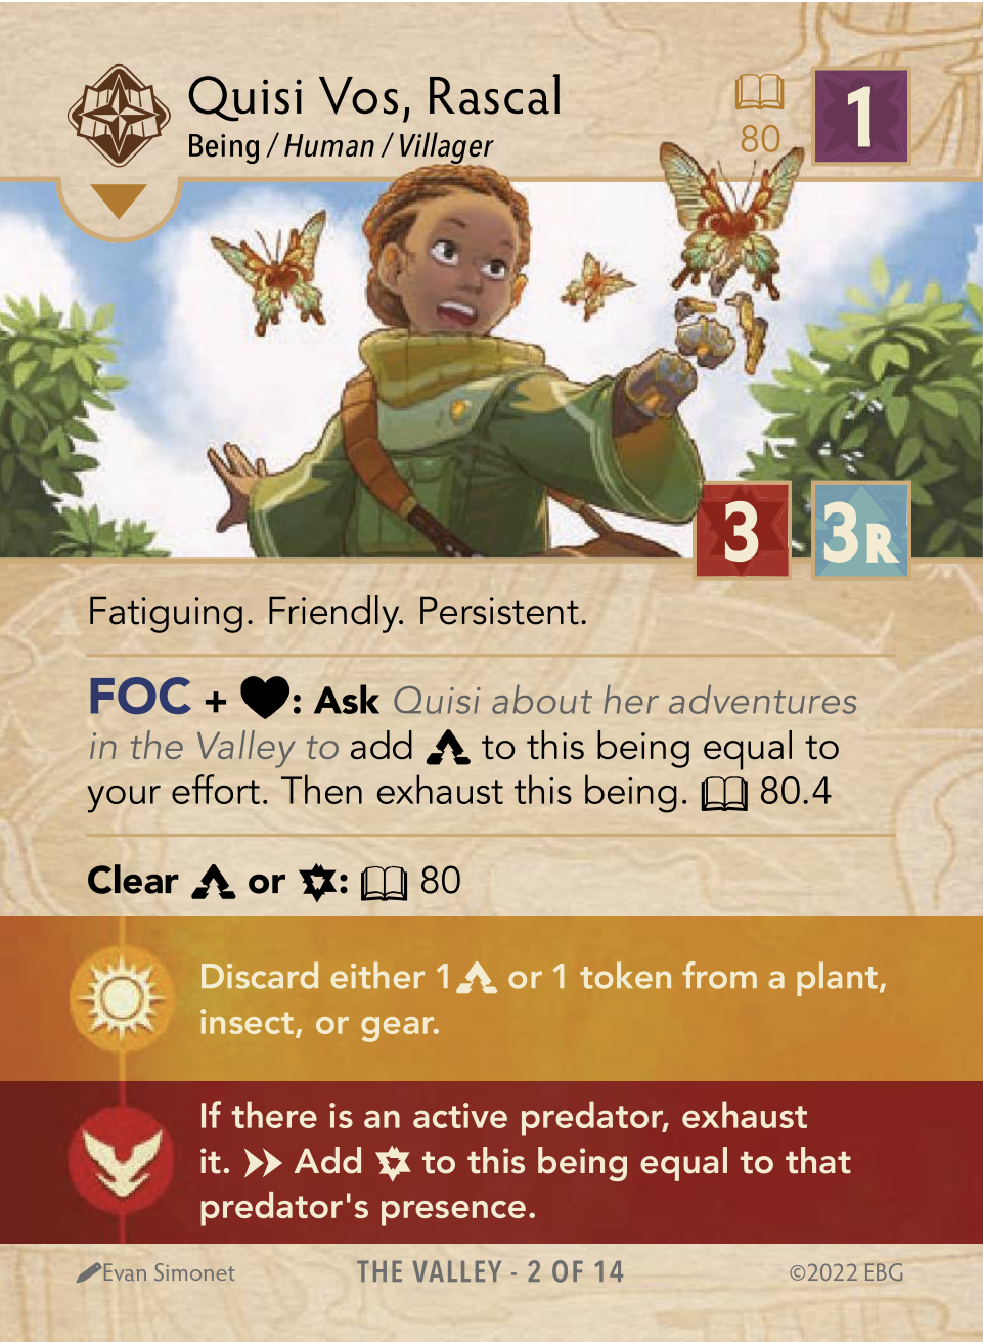 Quisi Vos, Rascal
Being / Human / Villager
80
1
3
3R
Fatiguing. Friendly. Persistent.
FOC + : Ask Quisi about her adventures
in the Valley to add to this being equal to
your effort. Then exhaust this being. 80.4
Clear or : 80
Discard either 1 or 1 token from a plant,
insect, or gear.
If there is an active predator, exhaust
it. Add to this being equal to that
predator's presence.
Evan Simonet
THE VALLEY - 2 OF 14
©2022 EBG